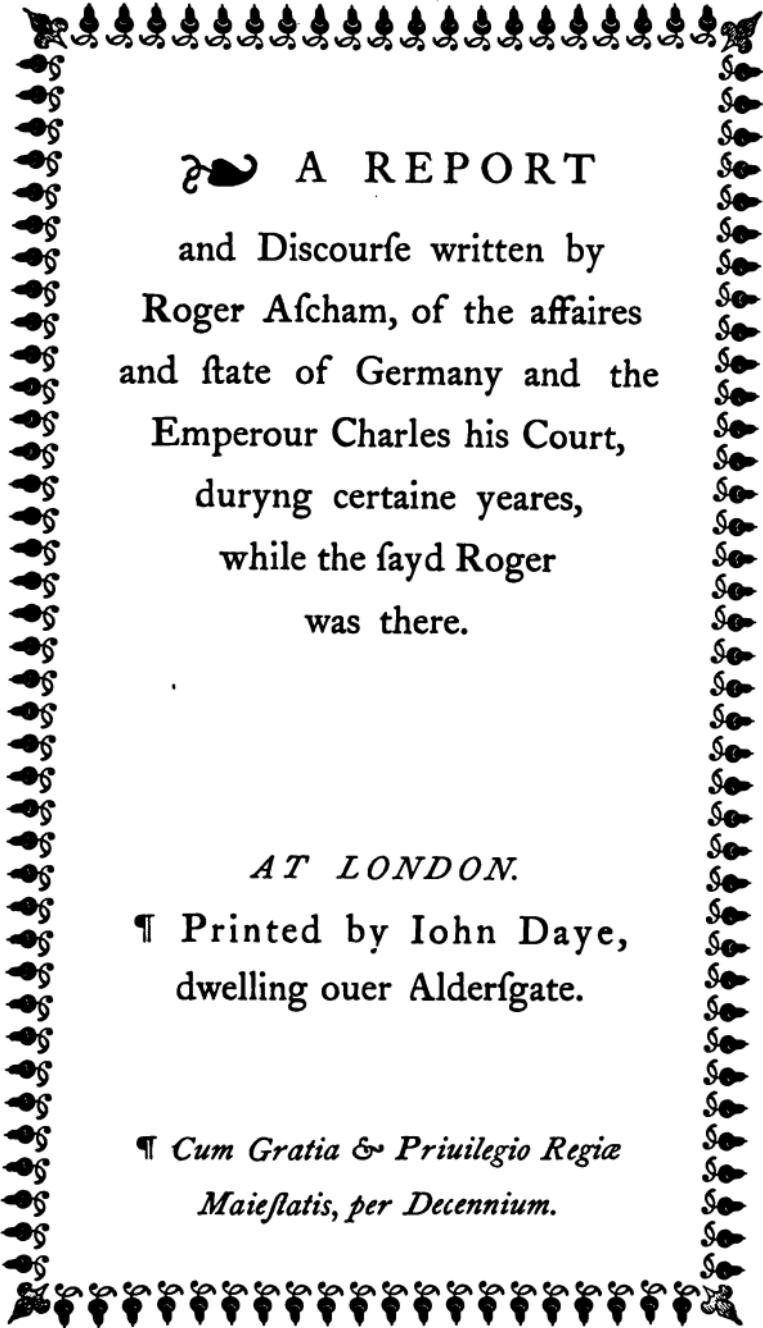 ❧ A REPORT
and Diſcourſe written by
Roger Aſcham, of the affaires
and ſtate of Germany and the
Emperour Charles his Court,
duryng certaine yeares,
while the ſayd Roger
was there.
AT LONDON.
¶ Printed by Iohn Daye,
dwelling ouer Alderſgate.
¶ Cum Gratia & Priuilegio Regiæ
Maieſtatis, per Decennium.